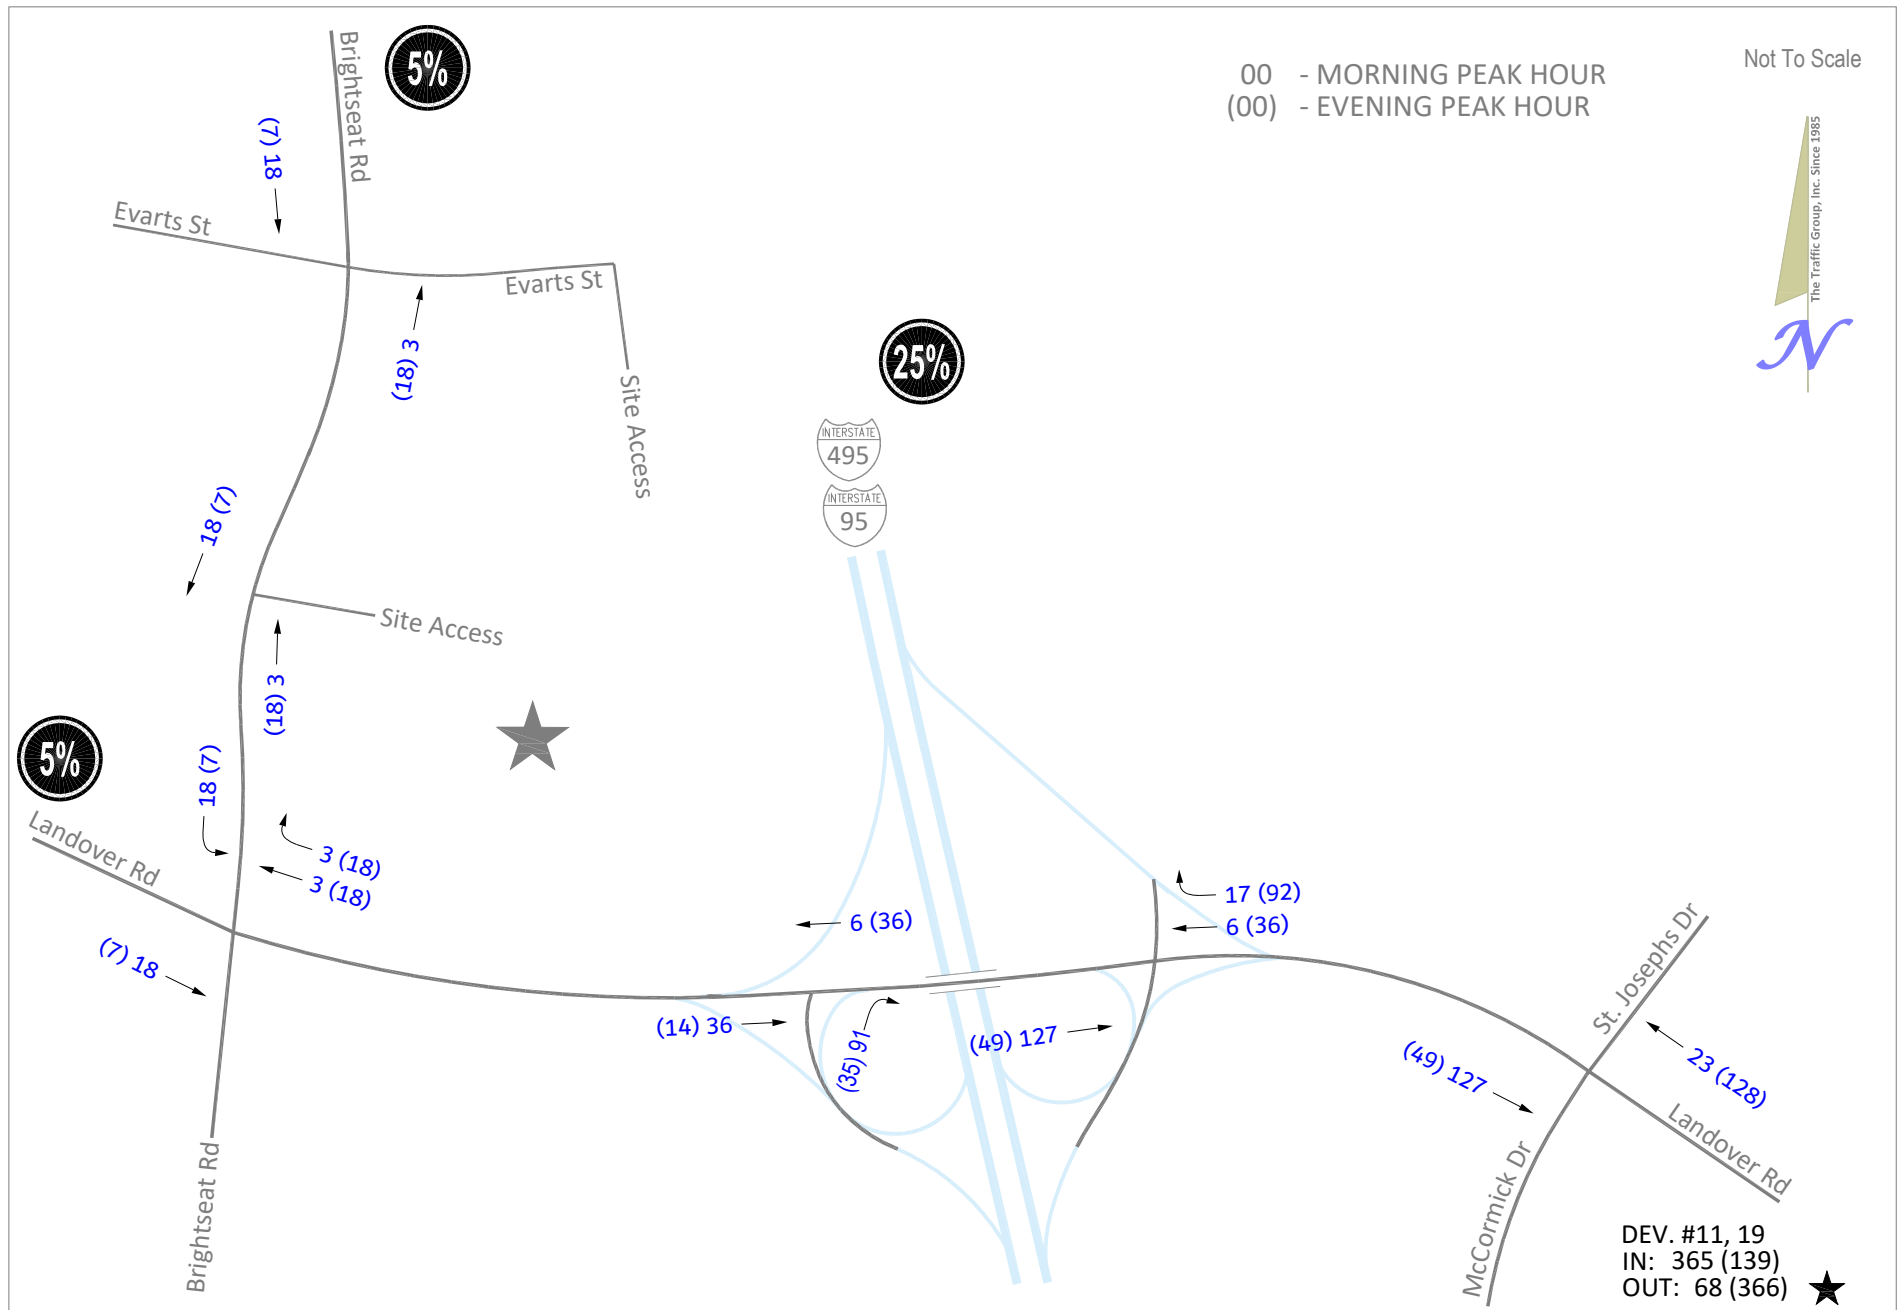 Brightseat Rd
5%
00 - MORNING PEAK HOUR
(00) - EVENING PEAK HOUR
Not To Scale
The Traffic Group, Inc. Since 1985
N
(7) 18
Evarts St
Evarts St
(18) 3
Site Access
25%
INTERSTATE
495
INTERSTATE
95
18 (7)
Site Access
(18) 3
5%
18 (7)
Landover Rd
3 (18)
3 (18)
(7) 18
6 (36)
17 (92)
6 (36)
(14) 36
(35) 91
(49) 127
(49) 127
St. Josephs Dr
23 (128)
Landover Rd
McCormick Dr
Brightseat Rd
DEV. #11, 19
IN: 365 (139)
OUT: 68 (366)